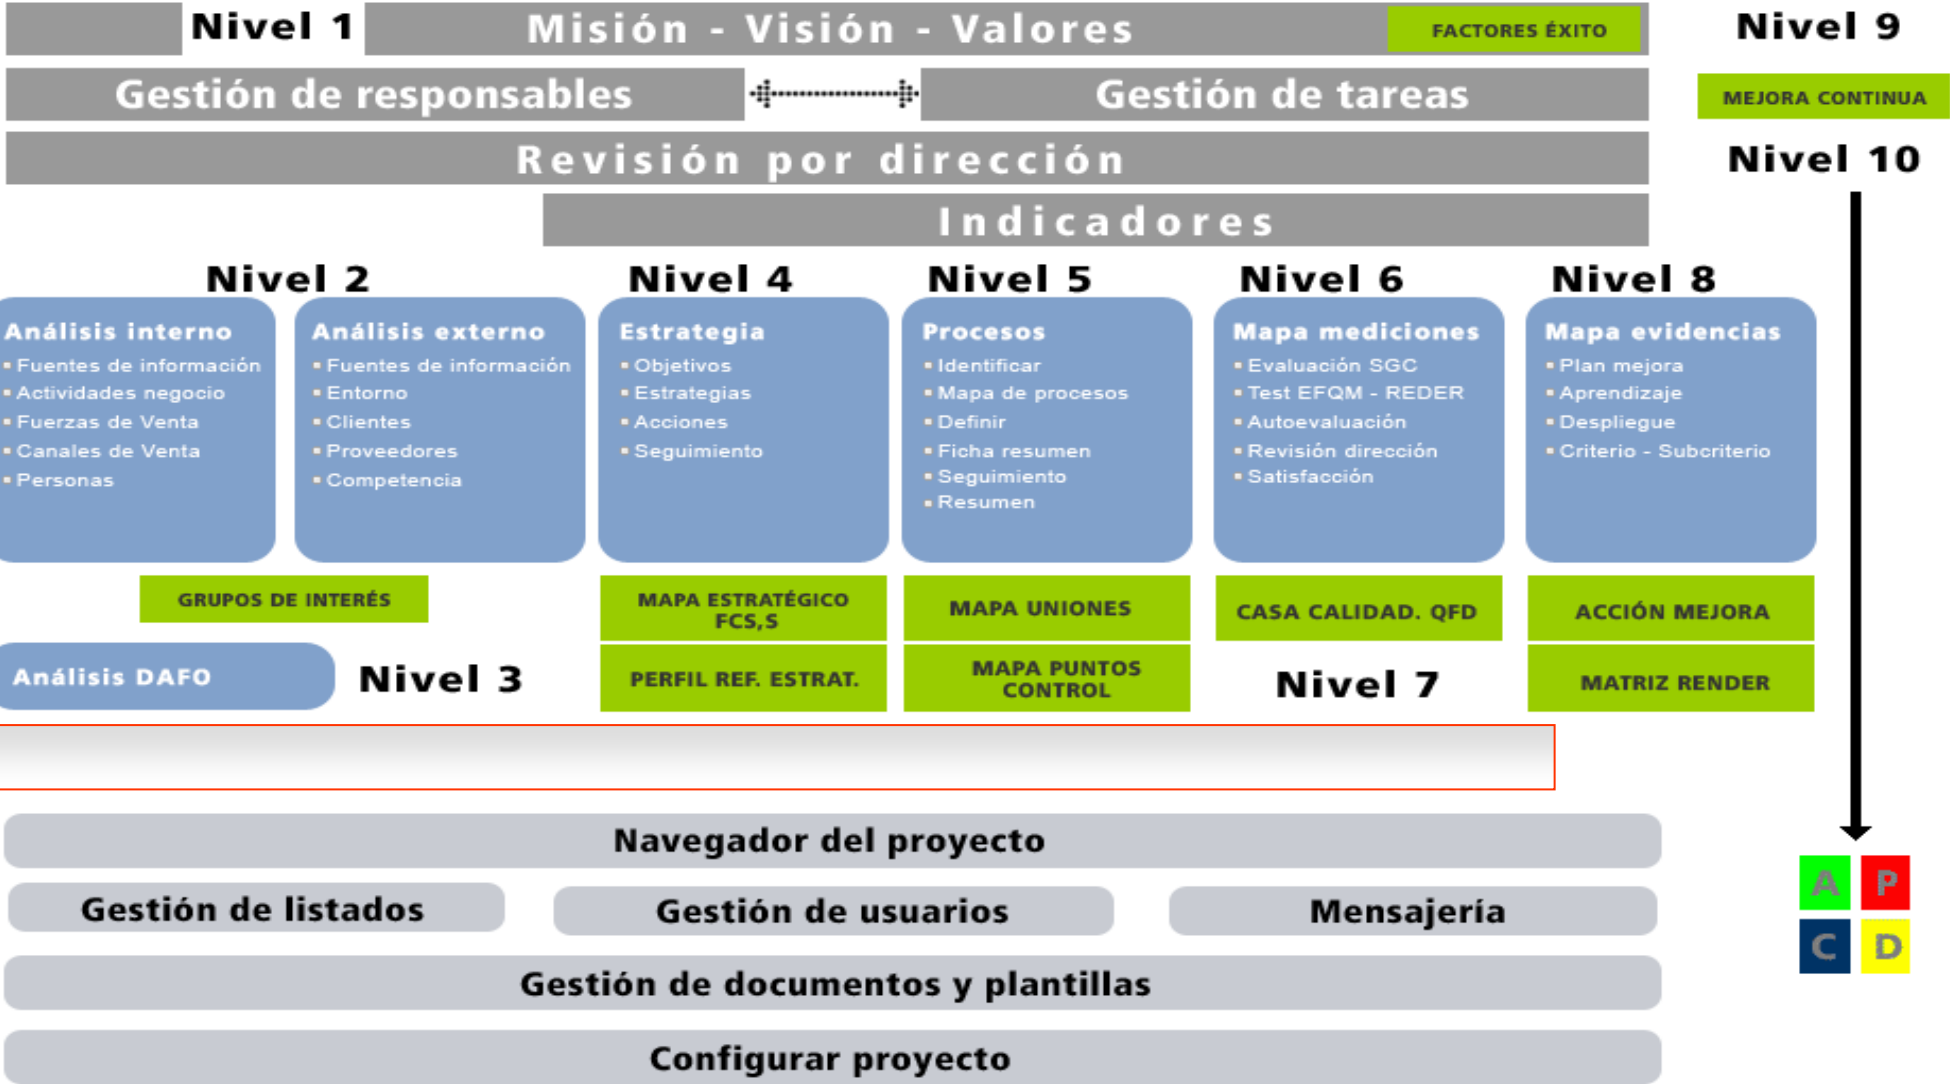 Nivel 1
Misión - Visión - Valores
FACTORES ÉXITO
Nivel 9
Gestión de responsables
Gestión de tareas
MEJORA CONTINUA
Revisión por dirección
Nivel 10
Indicadores
Nivel 2
Nivel 4
Nivel 5
Nivel 6
Nivel 8
Análisis interno
Fuentes de información
Actividades negocio
Fuerzas de Venta
Canales de Venta
Personas
Análisis externo
Fuentes de información
Entorno
Clientes
Proveedores
Competencia
Estrategia
Objetivos
Estrategias
Acciones
Seguimiento
Procesos
Identificar
Mapa de procesos
Definir
Ficha resumen
Seguimiento
Resumen
Mapa mediciones
Evaluación SGC
Test EFQM - REDER
Autoevaluación
Revisión dirección
Satisfacción
Mapa evidencias
Plan mejora
Aprendizaje
Despliegue
Criterio - Subcriterio
GRUPOS DE INTERÉS
MAPA ESTRATÉGICO
FCS,S
MAPA UNIONES
CASA CALIDAD. QFD
ACCIÓN MEJORA
Análisis DAFO
Nivel 3
PERFIL REF. ESTRAT.
MAPA PUNTOS
CONTROL
Nivel 7
MATRIZ RENDER
Navegador del proyecto
Gestión de listados
Gestión de usuarios
Mensajería
Gestión de documentos y plantillas
Configurar proyecto
A P
C D